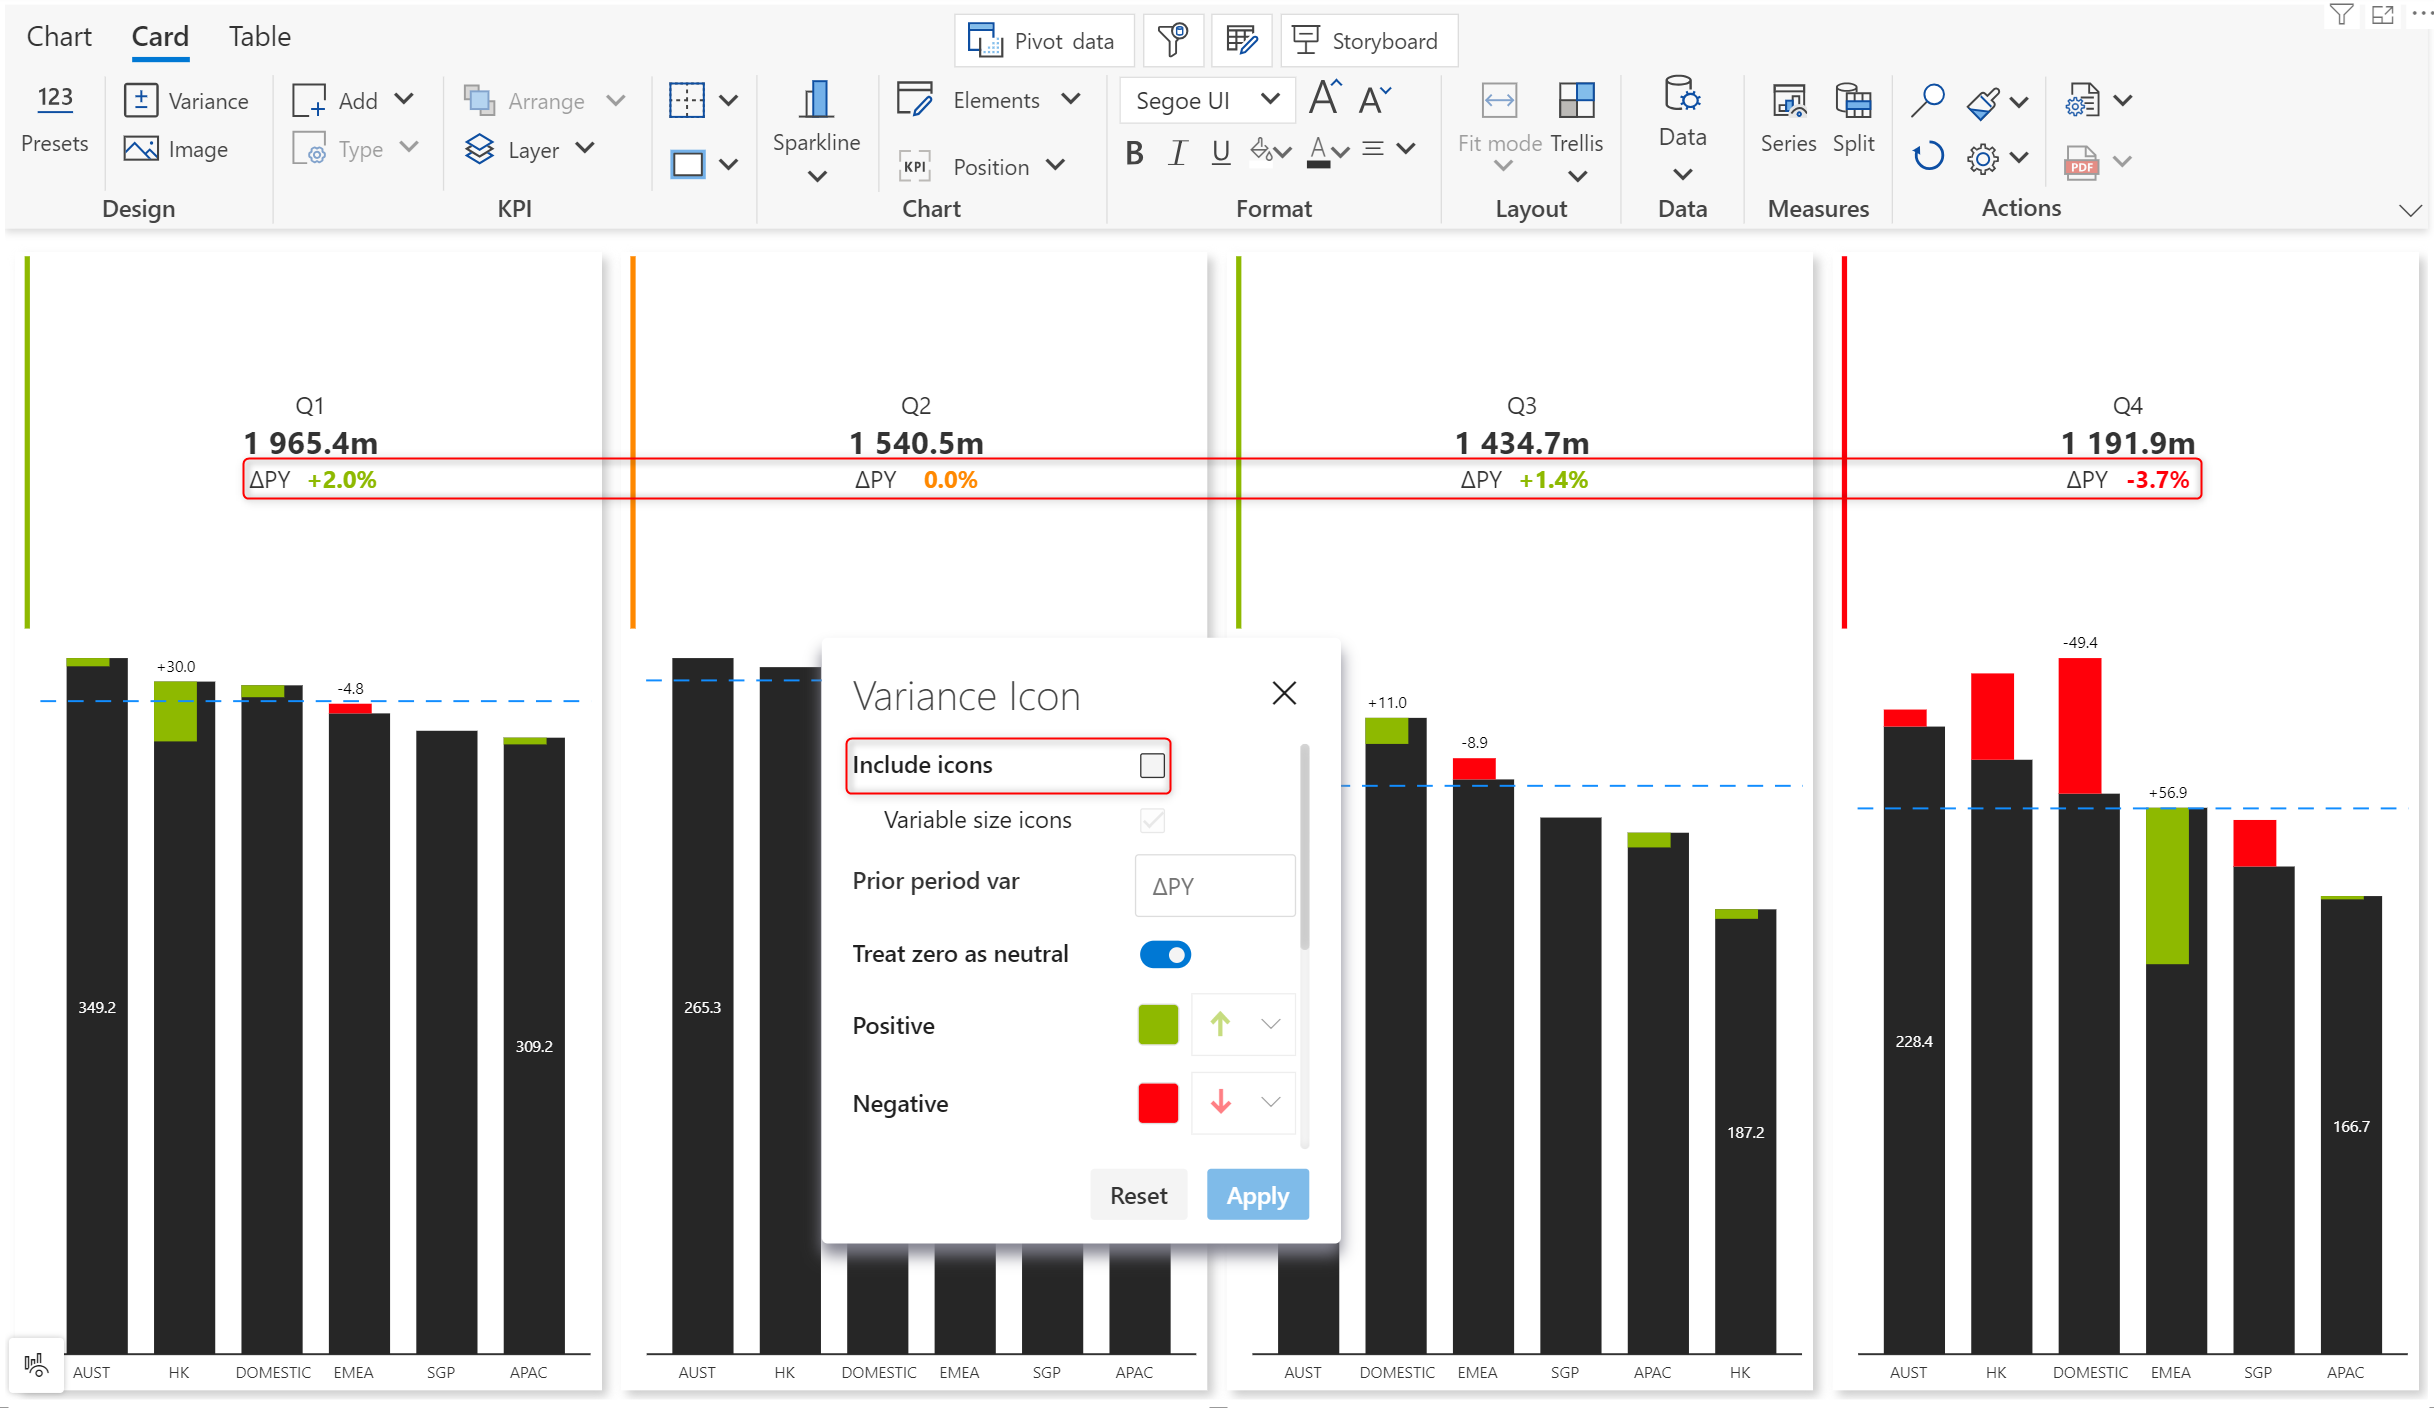 Chart Card Table
Pivot data Storyboard
123
Presets
Variance
Image
Add
Type
Arrange
Layer
Sparkline
Elements
KPI Position
Segoe UI A A
B I U A
Fit mode Trellis
Data
Series Split
PDF
Design KPI Chart Format Layout Data Measures Actions
Q1
1 965.4m
ΔPY +2.0%
Q2
1 540.5m
ΔPY 0.0%
Q3
1 434.7m
ΔPY +1.4%
Q4
1 191.9m
ΔPY -3.7%
+30.0
-4.8
349.2
309.2
AUST HK DOMESTIC EMEA SGP APAC
265.3
AUST HK DOMESTIC EMEA SGP APAC
Variance Icon
Include icons
Variable size icons
Prior period var ΔPY
Treat zero as neutral
Positive
Negative
Reset Apply
+11.0
-8.9
187.2
AUST DOMESTIC EMEA SGP APAC HK
-49.4
+56.9
228.4
166.7
AUST HK DOMESTIC EMEA SGP APAC